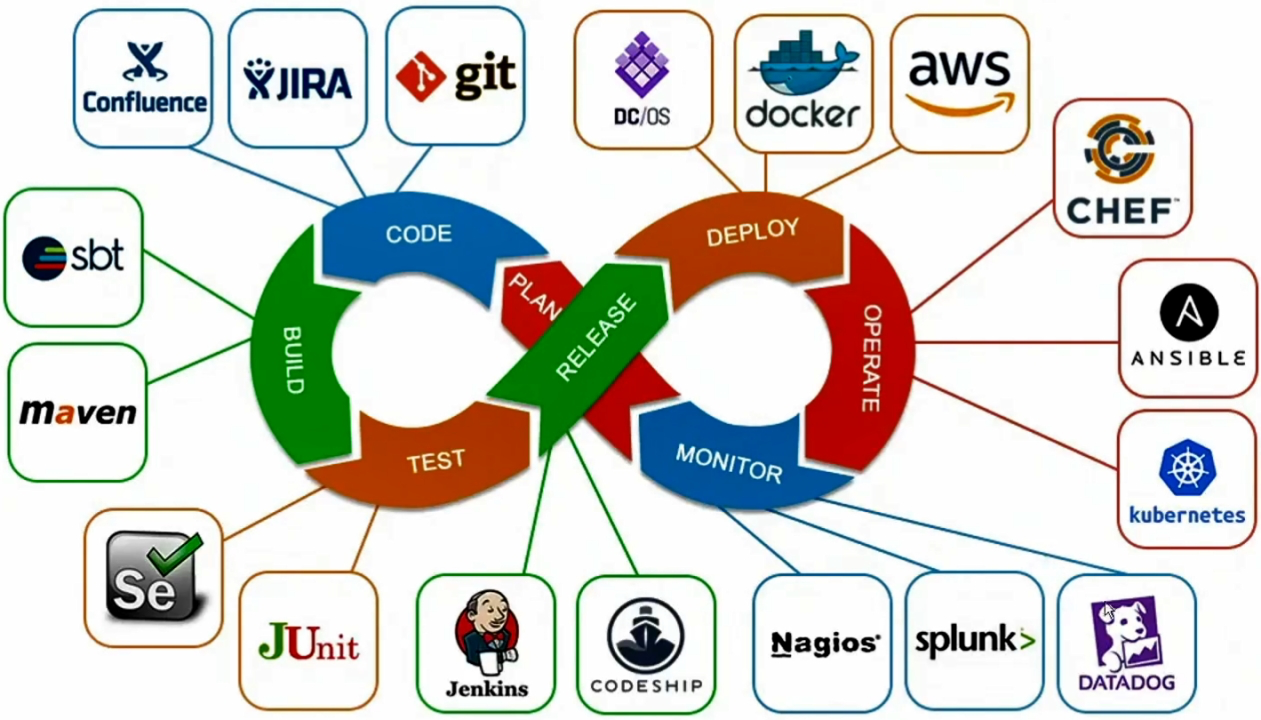 Confluence
JIRA
git
DC/OS
docker
aws
CHEF™
sbt
CODE
DEPLOY
PLAN
RELEASE
BUILD
OPERATE
ANSIBLE
maven
TEST
MONITOR
kubernetes
Se
JUnit
Jenkins
CODESHIP
Nagios®
splunk>
DATADOG